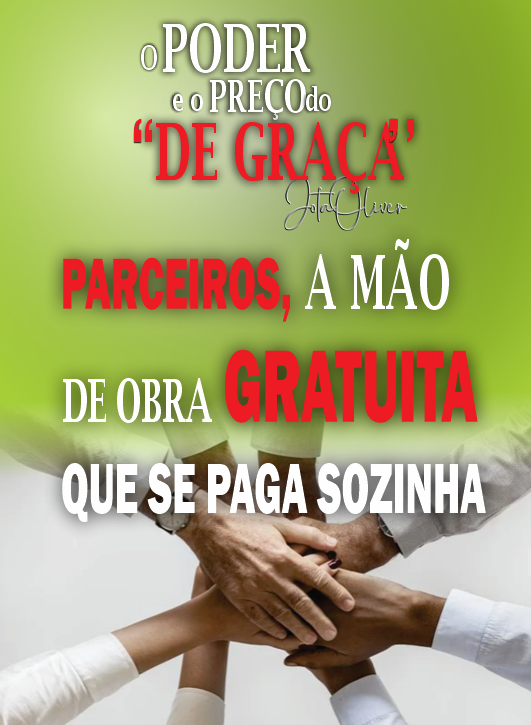 O PODER
e o PREÇO do
“DE GRAÇA”
Jota Oliver
PARCEIROS, A MÃO
DE OBRA GRATUITA
QUE SE PAGA SOZINHA